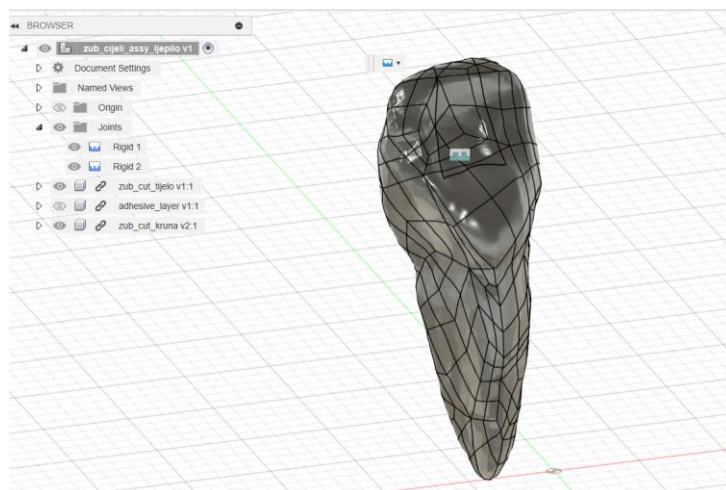 BROWSER
zub_cijeli_assy_ljepilo v1
Document Settings
Named Views
Origin
Joints
Rigid 1
Rigid 2
zub_cut_tijelo v1:1
adhesive_layer v1:1
zub_cut_kruna v2:1